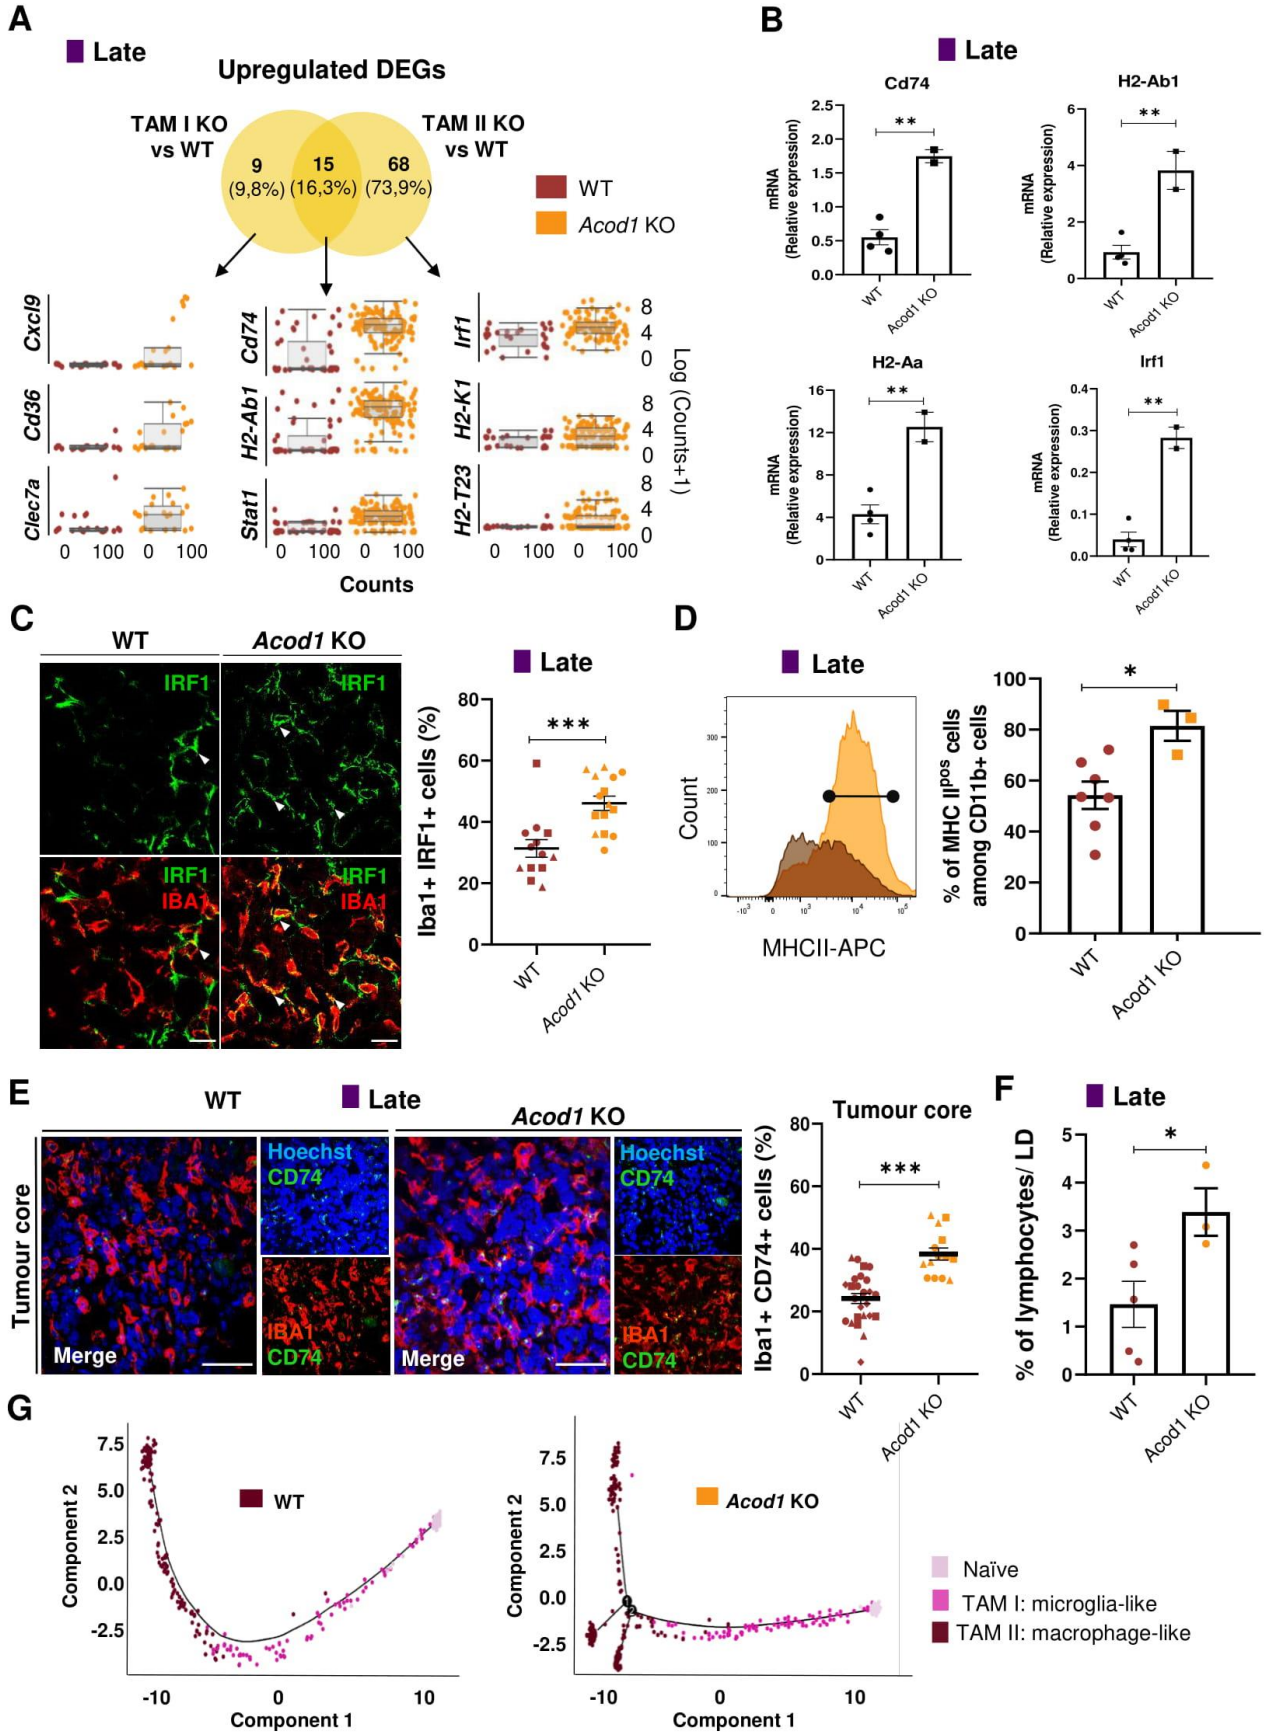 A
Late
Upregulated DEGs
TAM I KO
vs WT
TAM II KO
vs WT
9
(9,8%)
15
(16,3%)
68
(73,9%)
WT
Acod1 KO
Cxcl9
Cd36
Clec7a
Cd74
H2-Ab1
Stat1
Irf1
H2-K1
H2-T23
8
4
0
8
4
0
8
4
0
Log (Counts+1)
0 100 0 100
0 100 0 100
0 100 0 100
Counts
B
Late
Cd74
mRNA
(Relative expression)
2.5
2.0
1.5
1.0
0.5
0.0
**
WT
Acod1 KO
H2-Ab1
mRNA
(Relative expression)
6
4
2
0
**
WT
Acod1 KO
H2-Aa
mRNA
(Relative expression)
16
12
8
4
0
**
WT
Acod1 KO
Irf1
mRNA
(Relative expression)
0.4
0.3
0.2
0.1
0.0
**
WT
Acod1 KO
C
WT
Acod1 KO
IRF1
IRF1
IRF1
IBA1
IRF1
IBA1
Late
Iba1+ IRF1+ cells (%)
80
60
40
20
0
***
WT
Acod1 KO
D
Late
Count
300
200
100
0
-10³ 0 10³ 10⁴ 10⁵
MHCII-APC
% of MHC IIpos cells
among CD11b+ cells
100
80
60
40
20
0
*
WT
Acod1 KO
E
WT
Late
Acod1 KO
Tumour core
Merge
Hoechst
CD74
IBA1
CD74
Merge
Hoechst
CD74
IBA1
CD74
Tumour core
Iba1+ CD74+ cells (%)
80
60
40
20
0
***
WT
Acod1 KO
F
Late
% of lymphocytes/ LD
5
4
3
2
1
0
*
WT
Acod1 KO
G
Component 2
7.5
5.0
2.5
0.0
-2.5
WT
-10 0 10
Component 1
Component 2
7.5
5.0
2.5
0.0
-2.5
Acod1 KO
1
2
-10 0 10
Component 1
Naïve
TAM I: microglia-like
TAM II: macrophage-like